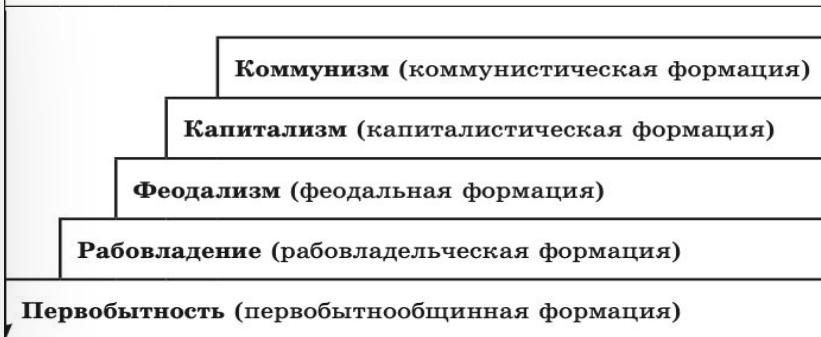 Коммунизм (коммунистическая формация)
Капитализм (капиталистическая формация)
Феодализм (феодальная формация)
Рабовладение (рабовладельческая формация)
Первобытность (первобытнообщинная формация)